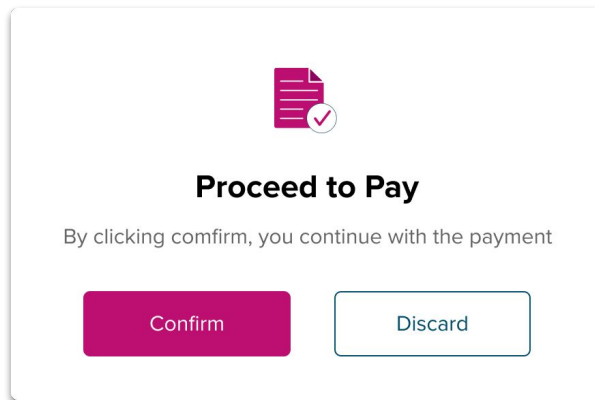 Proceed to Pay
By clicking comfirm, you continue with the payment
Confirm
Discard